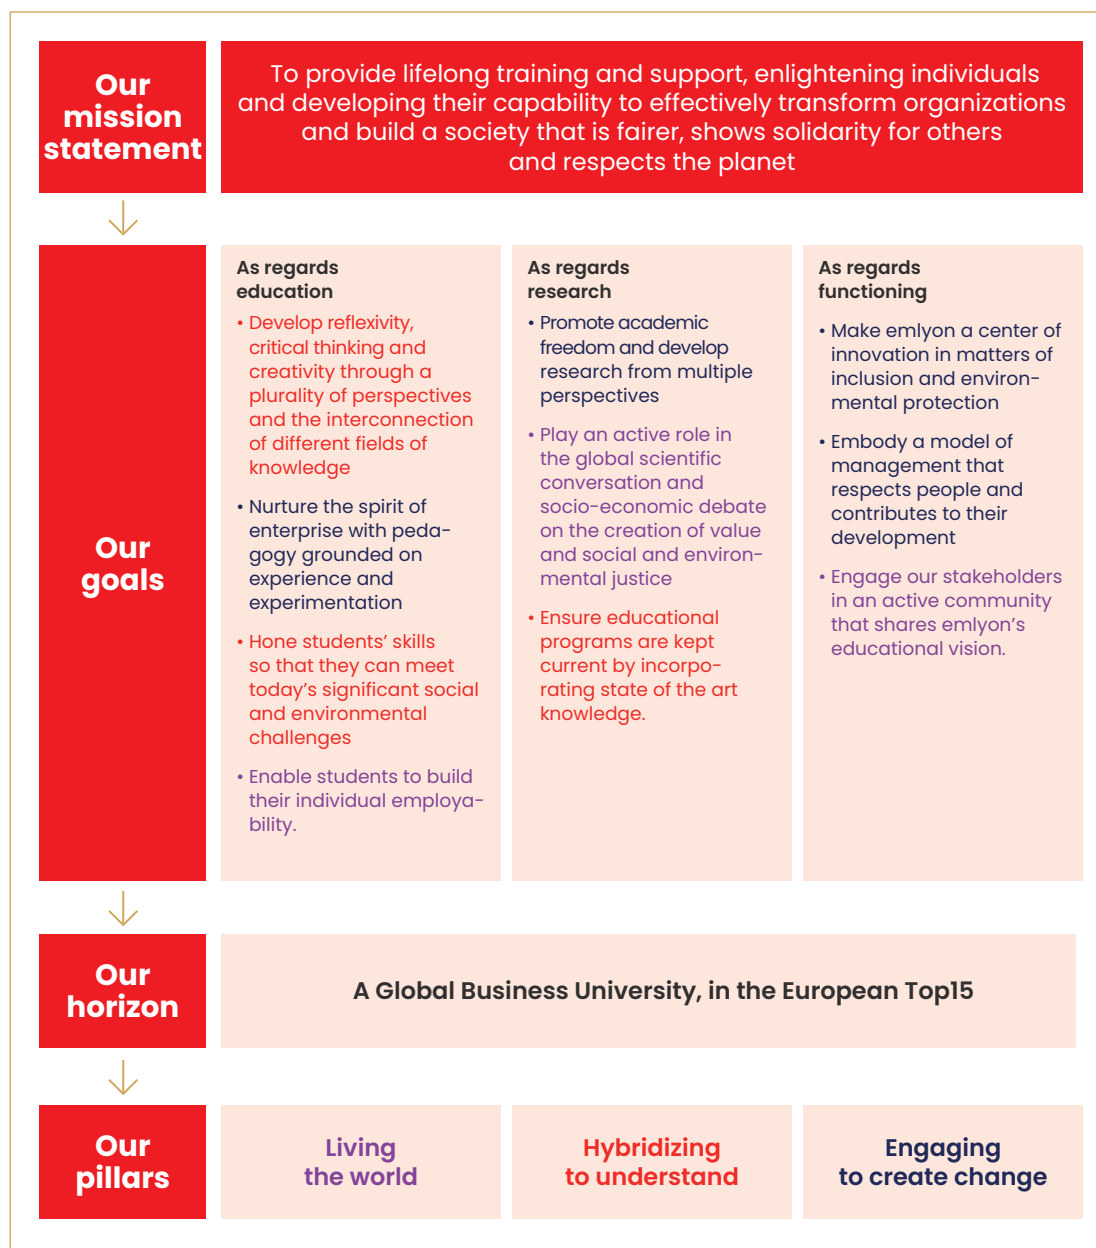 Our
mission
statement
To provide lifelong training and support, enlightening individuals
and developing their capability to effectively transform organizations
and build a society that is fairer, shows solidarity for others
and respects the planet
Our
goals
As regards
education
• Develop reflexivity,
critical thinking and
creativity through a
plurality of perspectives
and the interconnection
of different fields of
knowledge
• Nurture the spirit of
enterprise with peda-
gogy grounded on
experience and
experimentation
• Hone students’ skills
so that they can meet
today’s significant social
and environmental
challenges
• Enable students to build
their individual employa-
bility.
As regards
research
• Promote academic
freedom and develop
research from multiple
perspectives
• Play an active role in
the global scientific
conversation and
socio-economic debate
on the creation of value
and social and environ-
mental justice
• Ensure educational
programs are kept
current by incorpo-
rating state of the art
knowledge.
As regards
functioning
• Make emlyon a center of
innovation in matters of
inclusion and environ-
mental protection
• Embody a model of
management that
respects people and
contributes to their
development
• Engage our stakeholders
in an active community
that shares emlyon’s
educational vision.
Our
horizon
A Global Business University, in the European Top15
Our
pillars
Living
the world
Hybridizing
to understand
Engaging
to create change